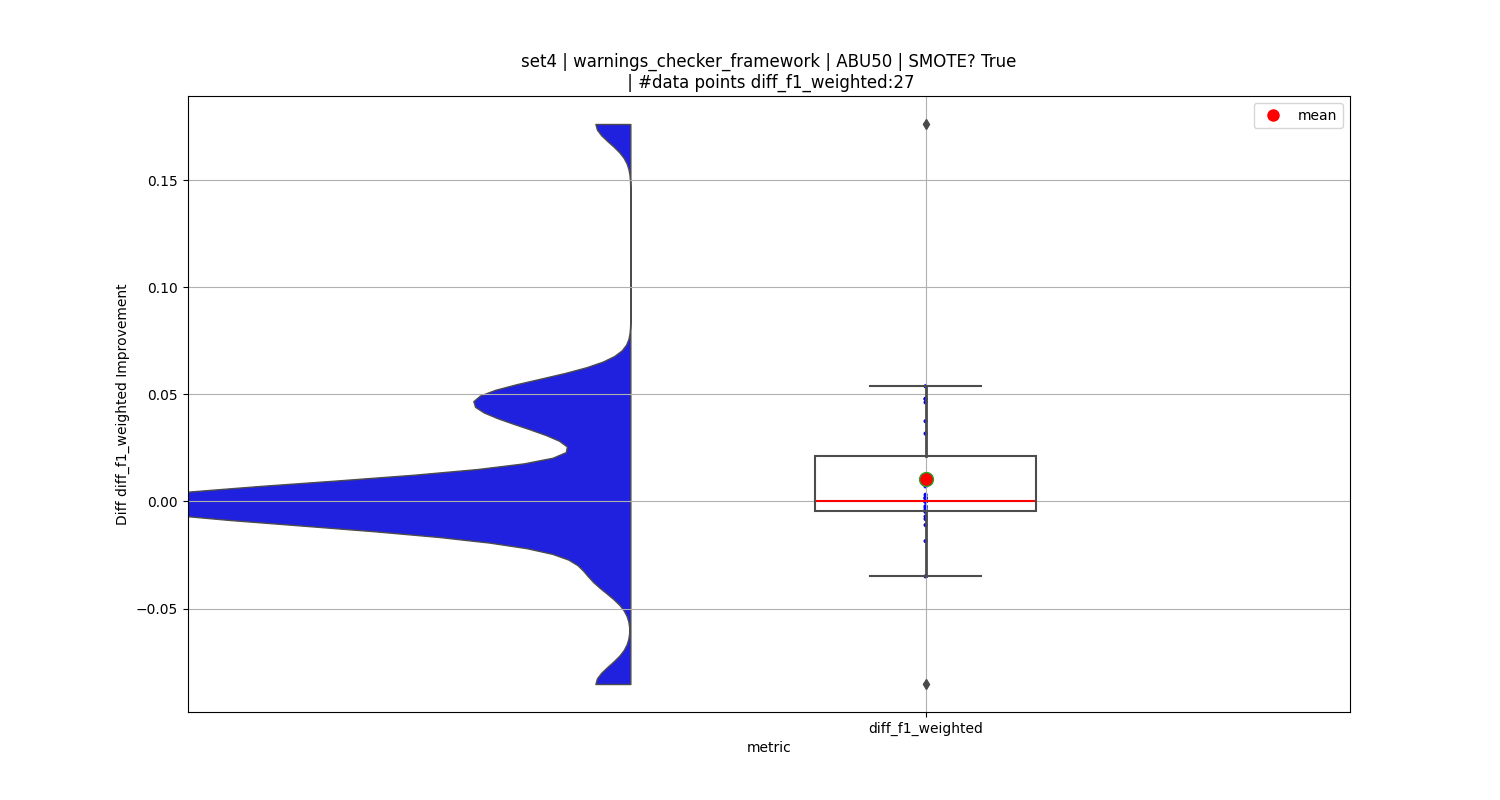 set4 | warnings_checker_framework | ABU50 | SMOTE? True
| #data points diff_f1_weighted:27
mean
0.15
0.10
0.05
0.00
−0.05
Diff diff_f1_weighted Improvement
diff_f1_weighted
metric